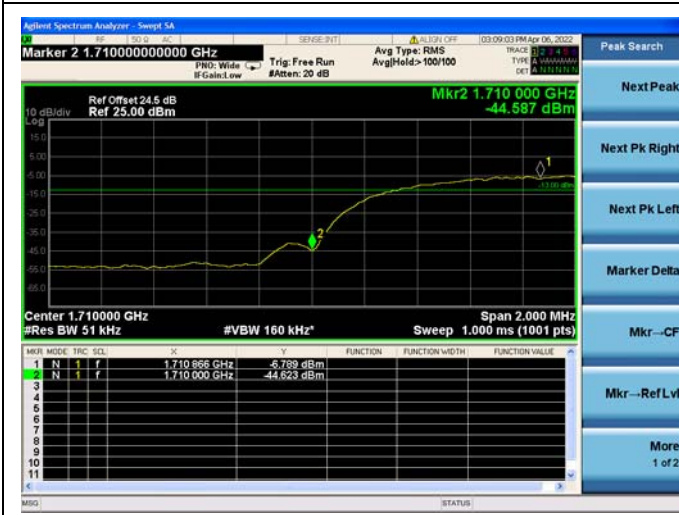 Agilent Spectrum Analyzer - Swept SA
RF 50 Ω AC SENSE:INT ALIGN OFF 03:09:03 PM Apr 06, 2022
Marker 2 1.710000000000 GHz
PNO: Wide Trig: Free Run Avg Type: RMS TRACE 1 2 3 4 5 6
IFGain:Low #Atten: 20 dB Avg|Hold:>100/100 TYPE A WWWWW
DET A N N N N N
Peak Search
Next Peak
Next Pk Right
Next Pk Left
Marker Delta
Mkr→CF
Mkr→Ref Lvl
More
1 of 2
Ref Offset 24.5 dB
Mkr2 1.710 000 GHz
10 dB/div Ref 25.00 dBm -44.587 dBm
Log
15.0
5.00
-5.00
-15.0
-25.0
-35.0
-45.0
-55.0
-65.0
1
-13.00 dBm
2
Center 1.710000 GHz Span 2.000 MHz
#Res BW 51 kHz #VBW 160 kHz* Sweep 1.000 ms (1001 pts)
MKR MODE TRC SCL X Y FUNCTION FUNCTION WIDTH FUNCTION VALUE
1 N 1 f 1.710 866 GHz -6.789 dBm
2 N 1 f 1.710 000 GHz -44.623 dBm
3
4
5
6
7
8
9
10
11
MSG STATUS